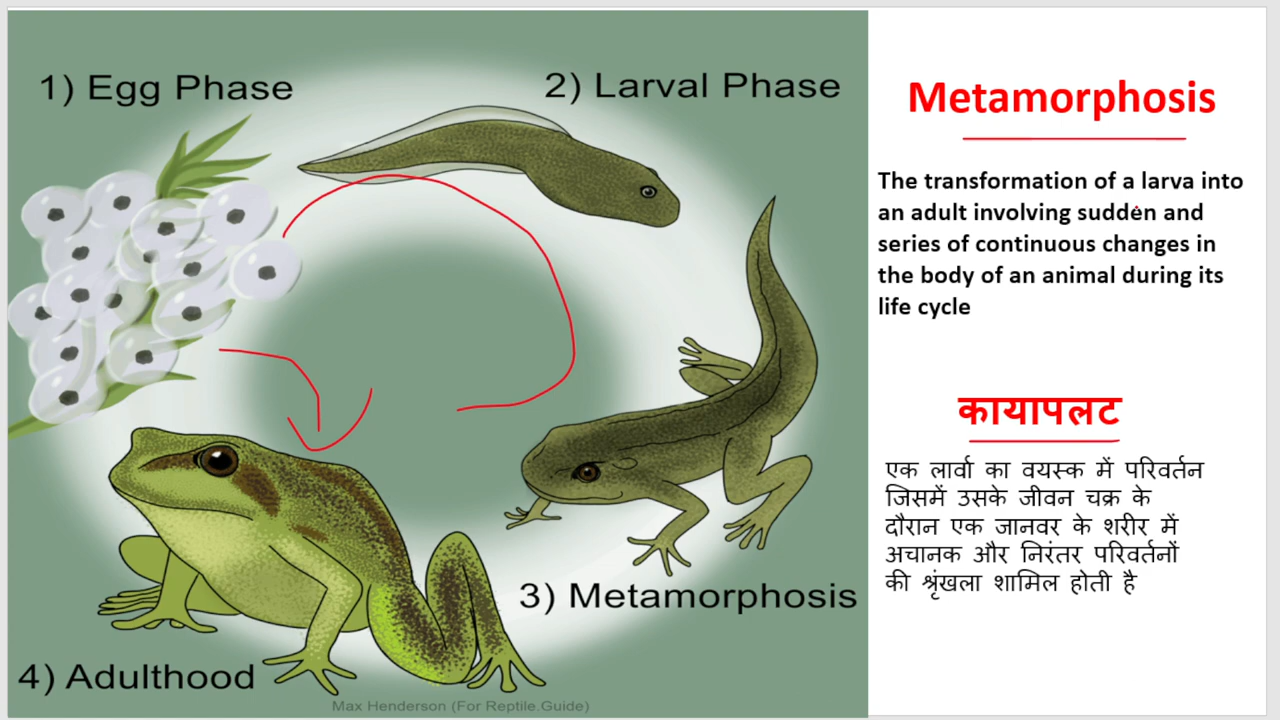 1) Egg Phase
2) Larval Phase
3) Metamorphosis
4) Adulthood
Max Henderson (For Reptile.Guide)
Metamorphosis
The transformation of a larva into
an adult involving sudden and
series of continuous changes in
the body of an animal during its
life cycle
कायापलट
एक लार्वा का वयस्क में परिवर्तन
जिसमें उसके जीवन चक्र के
दौरान एक जानवर के शरीर में
अचानक और निरंतर परिवर्तनों
की श्रृंखला शामिल होती है